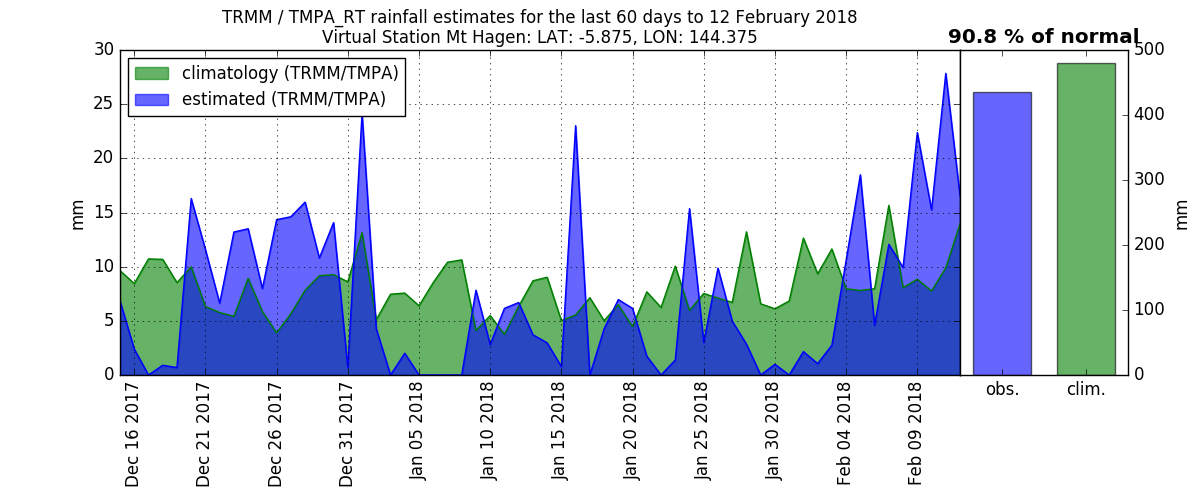 TRMM / TMPA_RT rainfall estimates for the last 60 days to 12 February 2018
Virtual Station Mt Hagen: LAT: -5.875, LON: 144.375
90.8 % of normal
climatology (TRMM/TMPA)
estimated (TRMM/TMPA)
mm
30
25
20
15
10
5
0
Dec 16 2017
Dec 21 2017
Dec 26 2017
Dec 31 2017
Jan 05 2018
Jan 10 2018
Jan 15 2018
Jan 20 2018
Jan 25 2018
Jan 30 2018
Feb 04 2018
Feb 09 2018
obs.
clim.
500
400
300
200
100
0
mm